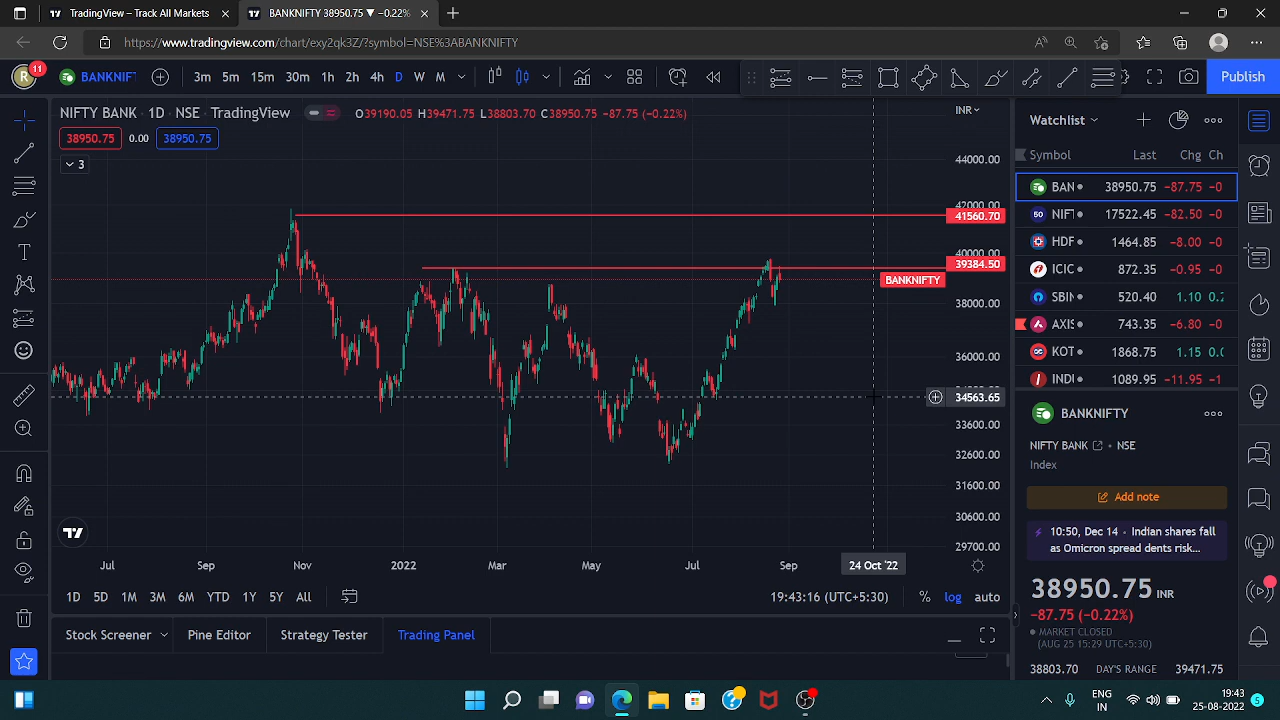 TradingView – Track All Markets
BANKNIFTY 38950.75 ▼ −0.22%
https://www.tradingview.com/chart/exy2qk3Z/?symbol=NSE%3ABANKNIFTY
R 11 BANKNIF 3m 5m 15m 30m 1h 2h 4h D W M Publish
NIFTY BANK · 1D · NSE · TradingView O39190.05 H39471.75 L38803.70 C38950.75 −87.75 (−0.22%)
38950.75 0.00 38950.75
3
INR
44000.00
42000.00
41560.70
40000.00
39384.50
BANKNIFTY
38000.00
36000.00
34563.65
33600.00
32600.00
31600.00
30600.00
29700.00
Jul Sep Nov 2022 Mar May Jul Sep 24 Oct '22
1D 5D 1M 3M 6M YTD 1Y 5Y All 19:43:16 (UTC+5:30) % log auto
Stock Screener Pine Editor Strategy Tester Trading Panel
Watchlist
Symbol Last Chg Ch
BAN 38950.75 −87.75 −0
50 NIFT 17522.45 −82.50 −0
HDF 1464.85 −8.00 −0
ICIC 872.35 −0.95 −0
SBIN 520.40 1.10 0.2
AXIS 743.35 −6.80 −0
KOT 1868.75 1.15 0.0
INDI 1089.95 −11.95 −1
BANKNIFTY
NIFTY BANK · NSE
Index
Add note
10:50, Dec 14 · Indian shares fall
as Omicron spread dents risk...
38950.75 INR
−87.75 (−0.22%)
MARKET CLOSED
(AUG 25 15:29 UTC+5:30)
38803.70 DAY'S RANGE 39471.75
ENG
IN
19:43
25-08-2022
5